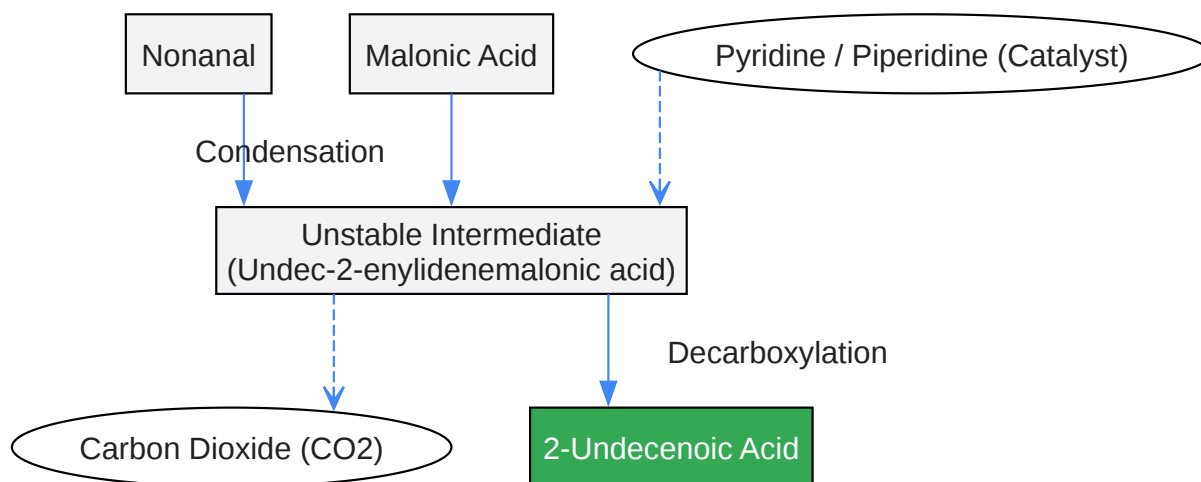 Nonanal
Malonic Acid
Pyridine / Piperidine (Catalyst)
Condensation
Unstable Intermediate
(Undec-2-enylidenemalonic acid)
Decarboxylation
Carbon Dioxide (CO2)
2-Undecenoic Acid